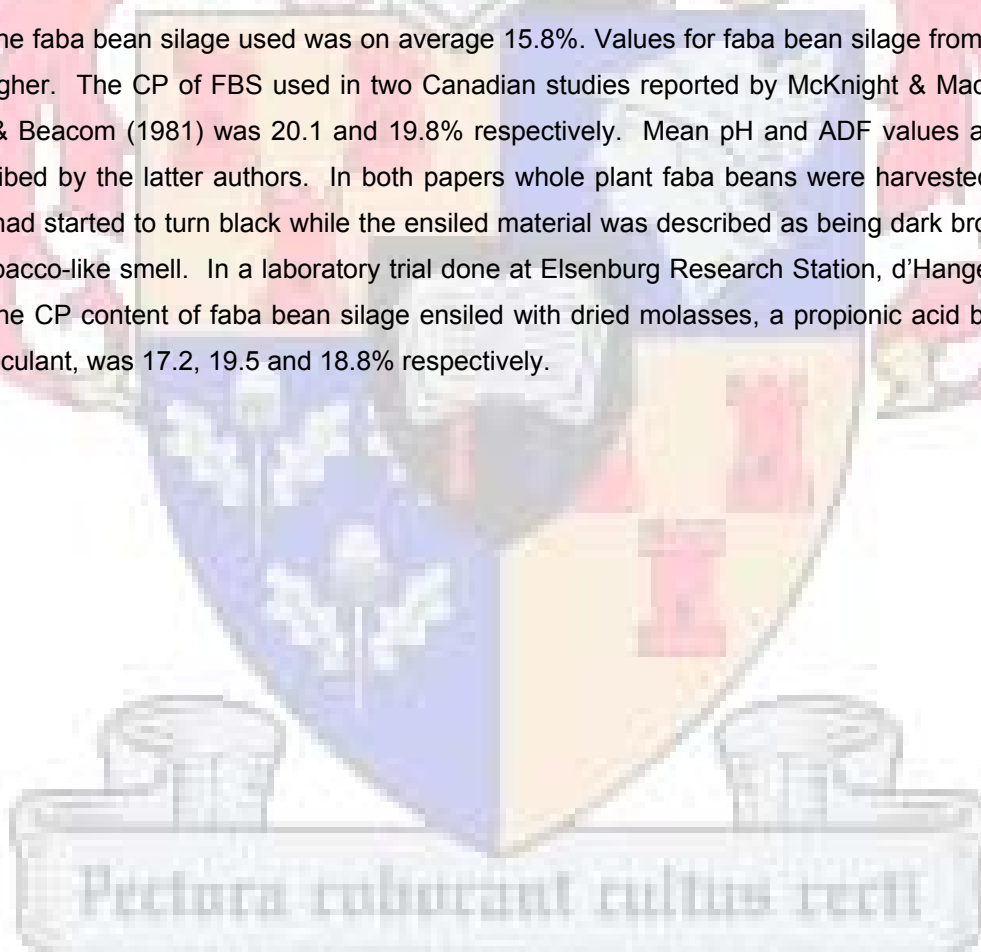 he faba bean silage used was on average 15.8%. Values for faba bean silage from
gher. The CP of FBS used in two Canadian studies reported by McKnight & Mac
& Beacom (1981) was 20.1 and 19.8% respectively. Mean pH and ADF values a
ibed by the latter authors. In both papers whole plant faba beans were harvested
had started to turn black while the ensiled material was described as being dark bro
bacco-like smell. In a laboratory trial done at Elsenburg Research Station, d'Hange
he CP content of faba bean silage ensiled with dried molasses, a propionic acid b
culant, was 17.2, 19.5 and 18.8% respectively.
Pectora roborant cultus recti